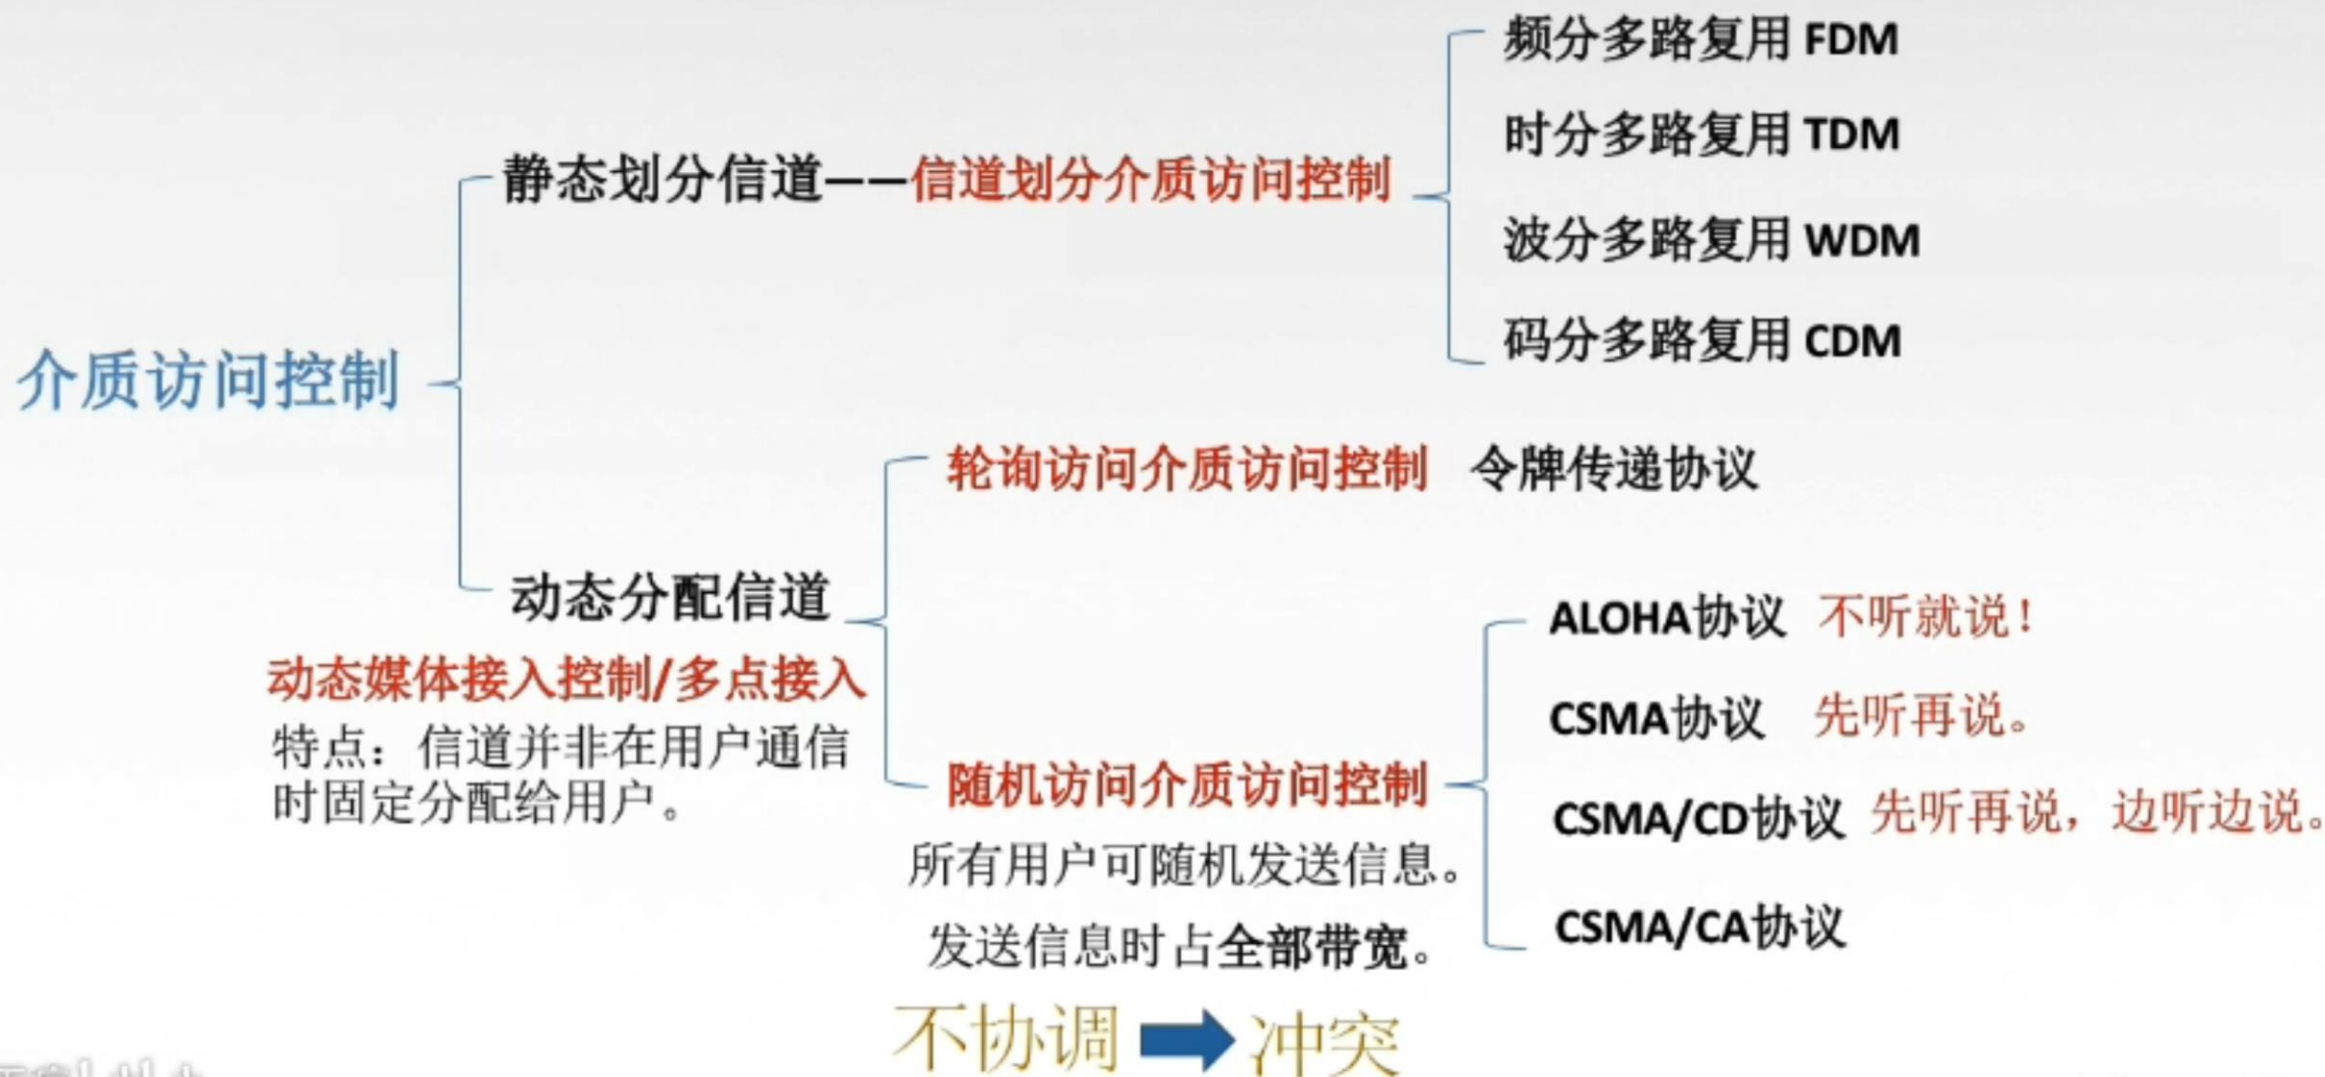 频分多路复用 FDM
时分多路复用 TDM
静态划分信道——信道划分介质访问控制
波分多路复用 WDM
码分多路复用 CDM
介质访问控制
轮询访问介质访问控制 令牌传递协议
动态分配信道
ALOHA协议 不听就说！
动态媒体接入控制/多点接入
CSMA协议 先听再说。
特点：信道并非在用户通信
时固定分配给用户。
随机访问介质访问控制
CSMA/CD协议 先听再说，边听边说。
所有用户可随机发送信息。
CSMA/CA协议
发送信息时占全部带宽。
不协调 冲突